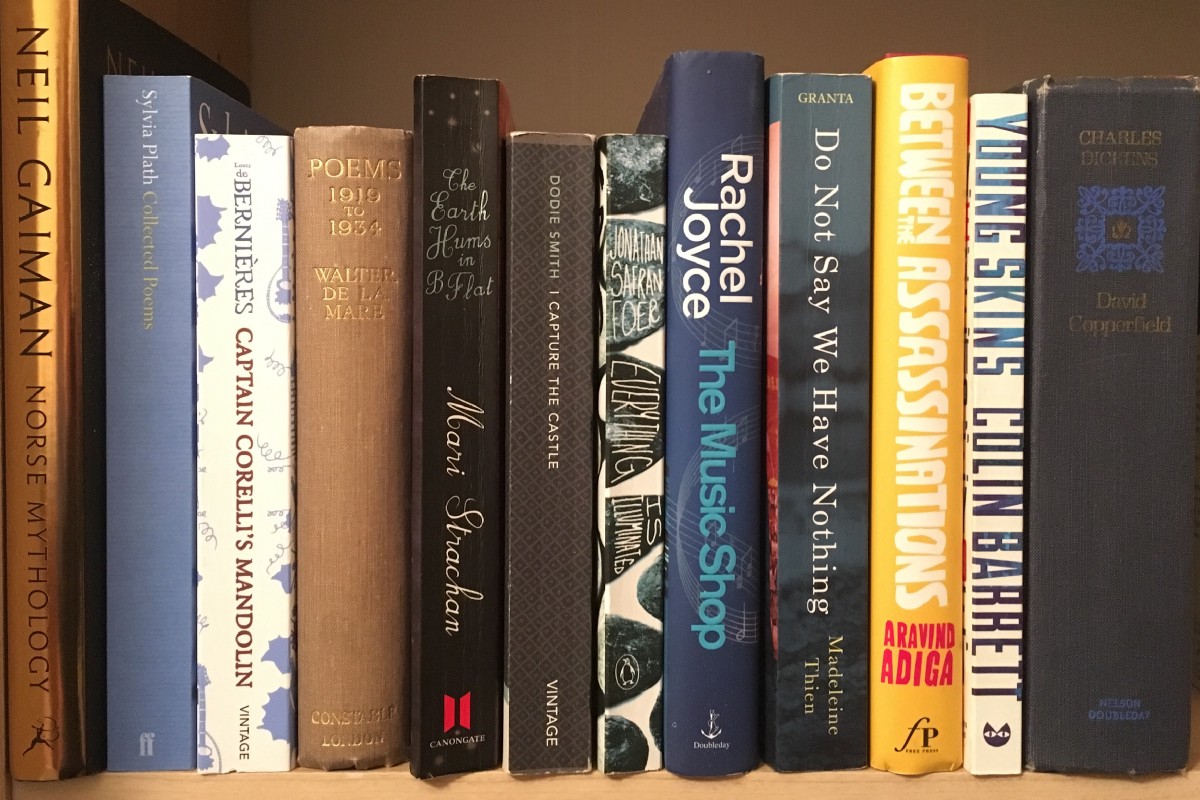 NEIL GAIMAN NORSE MYTHOLOGY
NEIL
Sylvia Plath Collected Poems
ff
Louis de BERNIÈRES CAPTAIN CORELLI'S MANDOLIN VINTAGE
POEMS
1919
TO
1934
WALTER
DE LA
MARE
CONSTABLE
LONDON
The
Earth
Hums
in
B Flat
Mari Strachan
CANONGATE
DODIE SMITH I CAPTURE THE CASTLE VINTAGE
JONATHAN
SAFRAN
FOER
EVERYTHING
IS
ILLUMINATED
Rachel
Joyce
The Music Shop
Doubleday
GRANTA
Do Not Say We Have Nothing
Madeleine
Thien
BETWEEN THE ASSASSINATIONS
ARAVIND
ADIGA
fP
FREE PRESS
YOUNG SKINS COLIN BARRETT
CHARLES
DICKENS
David
Copperfield
NELSON
DOUBLEDAY